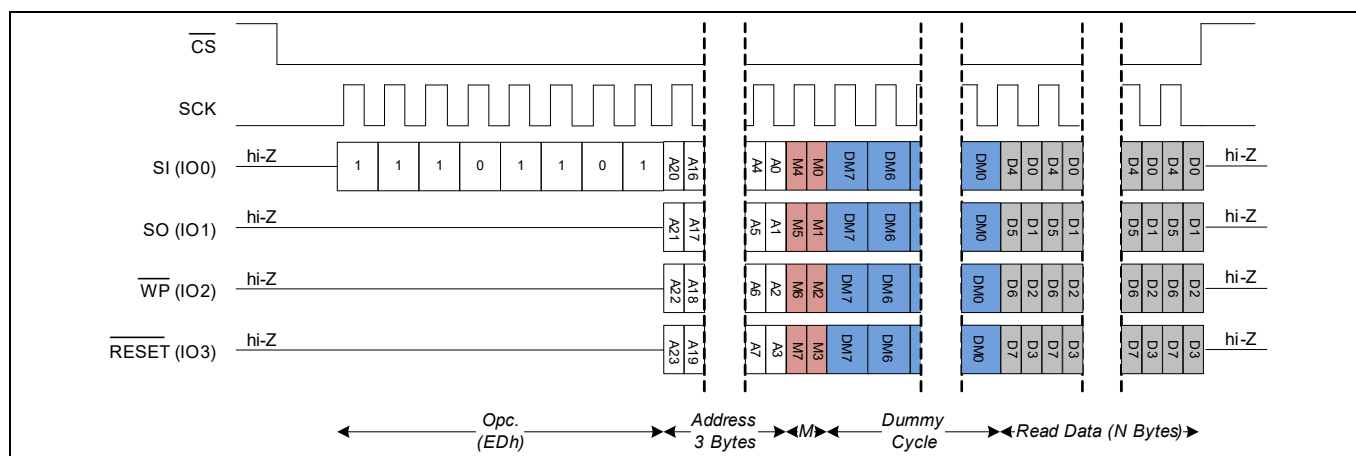 CS
SCK
SI (IO0) hi-Z 1 1 1 0 1 1 0 1 A20 A16 A4 A0 M4 M0 DM7 DM6 DM0 D4 D0 D4 D0 D4 D0 D4 D0 hi-Z
SO (IO1) hi-Z A21 A17 A5 A1 M5 M1 DM7 DM6 DM0 D5 D1 D5 D1 D5 D1 D5 D1 hi-Z
WP (IO2) hi-Z A22 A18 A6 A2 M6 M2 DM7 DM6 DM0 D6 D2 D6 D2 D6 D2 D6 D2 hi-Z
RESET (IO3) hi-Z A23 A19 A7 A3 M7 M3 DM7 DM6 DM0 D7 D3 D7 D3 D7 D3 D7 D3 hi-Z
Opc. Address M Dummy Read Data (N Bytes)
(EDh) 3 Bytes Cycle